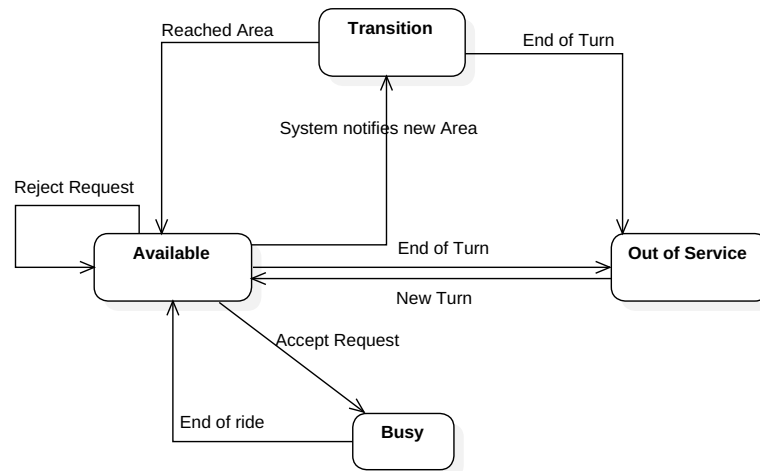 Transition
Reached Area
End of Turn
System notifies new Area
Reject Request
Available
End of Turn
Out of Service
New Turn
Accept Request
End of ride
Busy